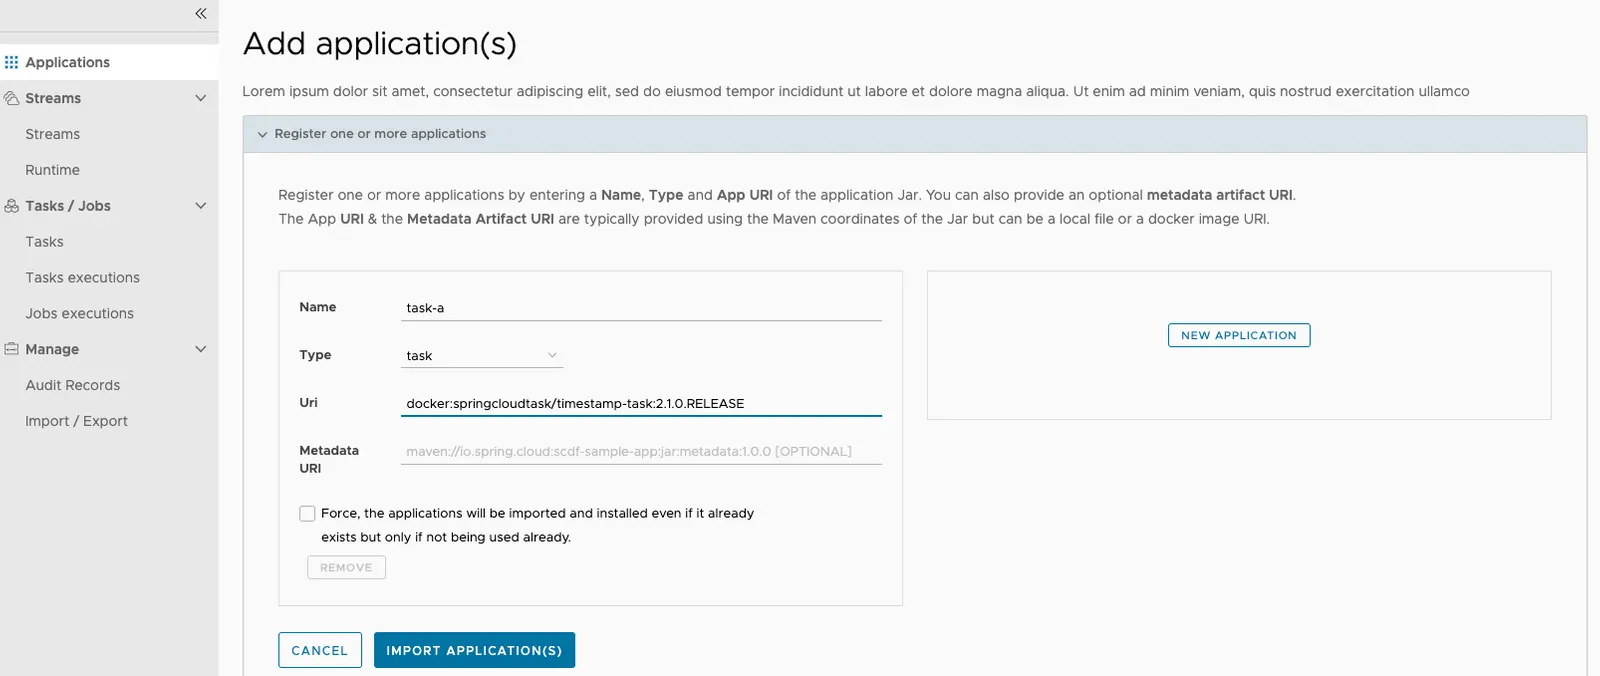 Applications
Streams
Streams
Runtime
Tasks / Jobs
Tasks
Tasks executions
Jobs executions
Manage
Audit Records
Import / Export
Add application(s)
Lorem ipsum dolor sit amet, consectetur adipiscing elit, sed do eiusmod tempor incididunt ut labore et dolore magna aliqua. Ut enim ad minim veniam, quis nostrud exercitation ullamco
Register one or more applications
Register one or more applications by entering a Name, Type and App URI of the application Jar. You can also provide an optional metadata artifact URI.
The App URI & the Metadata Artifact URI are typically provided using the Maven coordinates of the Jar but can be a local file or a docker image URI.
Name task-a
Type task
Uri docker:springcloudtask/timestamp-task:2.1.0.RELEASE
Metadata URI maven://io.spring.cloud:scdf-sample-app:jar:metadata:1.0.0 [OPTIONAL]
Force, the applications will be imported and installed even if it already
exists but only if not being used already.
REMOVE
NEW APPLICATION
CANCEL IMPORT APPLICATION(S)